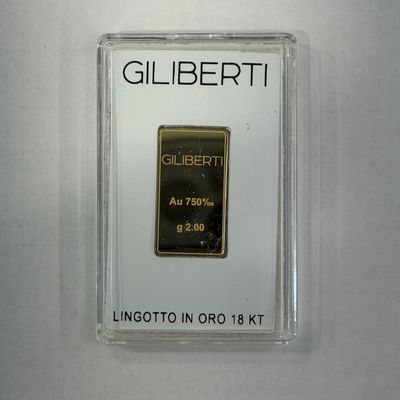 GILIBERTI
GILIBERTI
Au 750‰
g 2.00
LINGOTTO IN ORO 18 KT